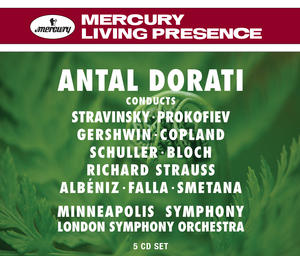 MERCURY
LIVING PRESENCE
mercury
ANTAL DORATI
CONDUCTS
STRAVINSKY·PROKOFIEV
GERSHWIN·COPLAND
SCHULLER·BLOCH
RICHARD STRAUSS
ALBÉNIZ·FALLA·SMETANA
MINNEAPOLIS SYMPHONY
LONDON SYMPHONY ORCHESTRA
5 CD SET